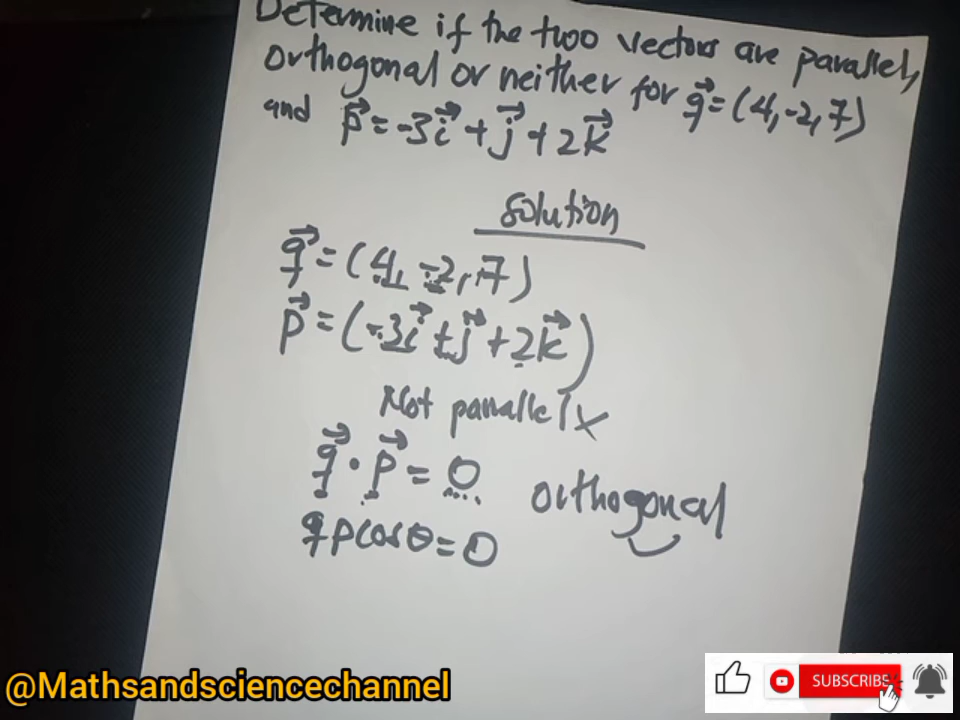 Determine if the two vectors are parallel,
orthogonal or neither for q⃗ = (4, -2, 7)
and p⃗ = -3i⃗ + j⃗ + 2k⃗
Solution
q⃗ = (4, -2, 7)
p⃗ = (-3i⃗ + j⃗ + 2k⃗)
Not parallel x
q⃗ · p⃗ = 0 orthogonal
qp cos θ = 0
@Mathsandsciencechannel
SUBSCRIBE